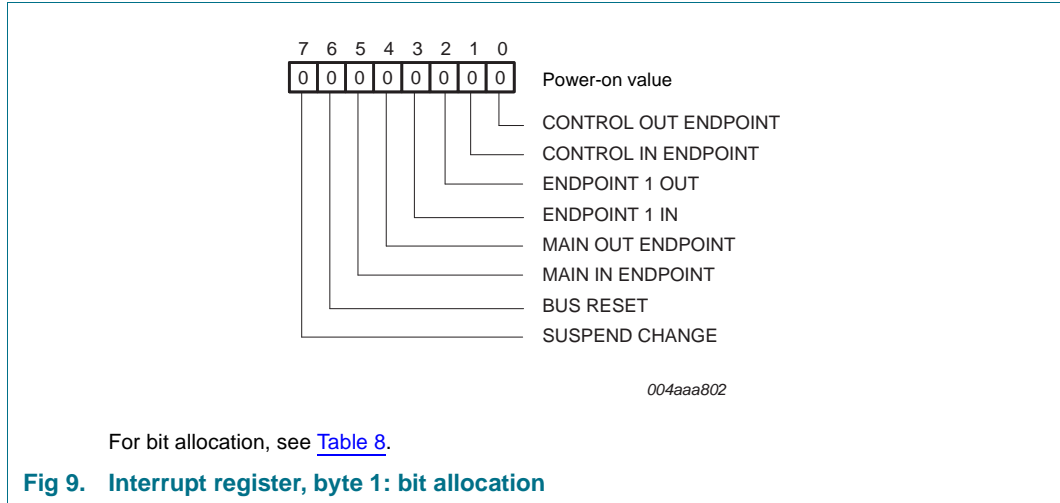 7 6 5 4 3 2 1 0
0 0 0 0 0 0 0 0 Power-on value
CONTROL OUT ENDPOINT
CONTROL IN ENDPOINT
ENDPOINT 1 OUT
ENDPOINT 1 IN
MAIN OUT ENDPOINT
MAIN IN ENDPOINT
BUS RESET
SUSPEND CHANGE
004aaa802
For bit allocation, see Table 8.
Fig 9. Interrupt register, byte 1: bit allocation